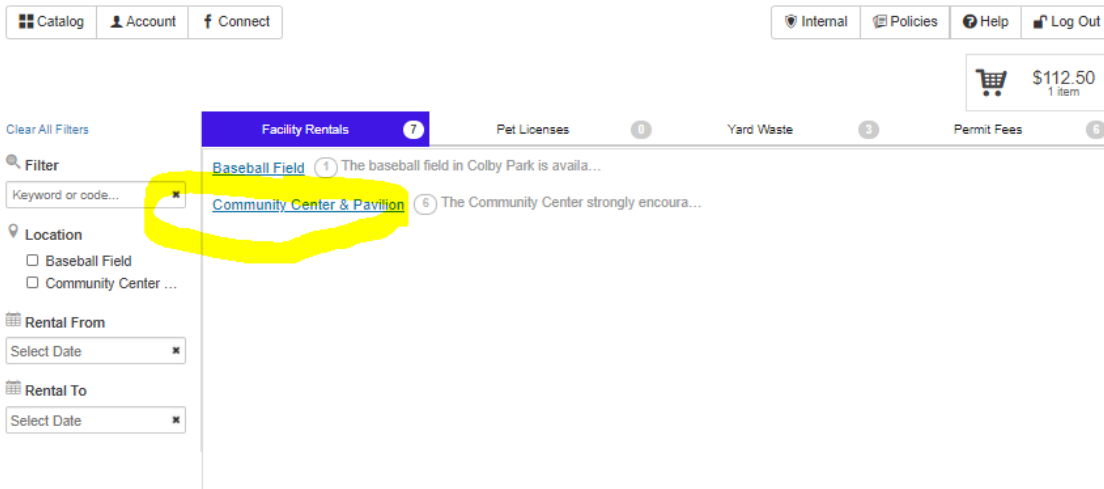 Catalog Account Connect Internal Policies Help Log Out
$112.50
1 item
Clear All Filters
Facility Rentals 7 Pet Licenses 0 Yard Waste 3 Permit Fees 6
Filter
Baseball Field 1 The baseball field in Colby Park is availa...
Keyword or code...
Community Center & Pavilion 6 The Community Center strongly encoura...
Location
Baseball Field
Community Center ...
Rental From
Select Date
Rental To
Select Date